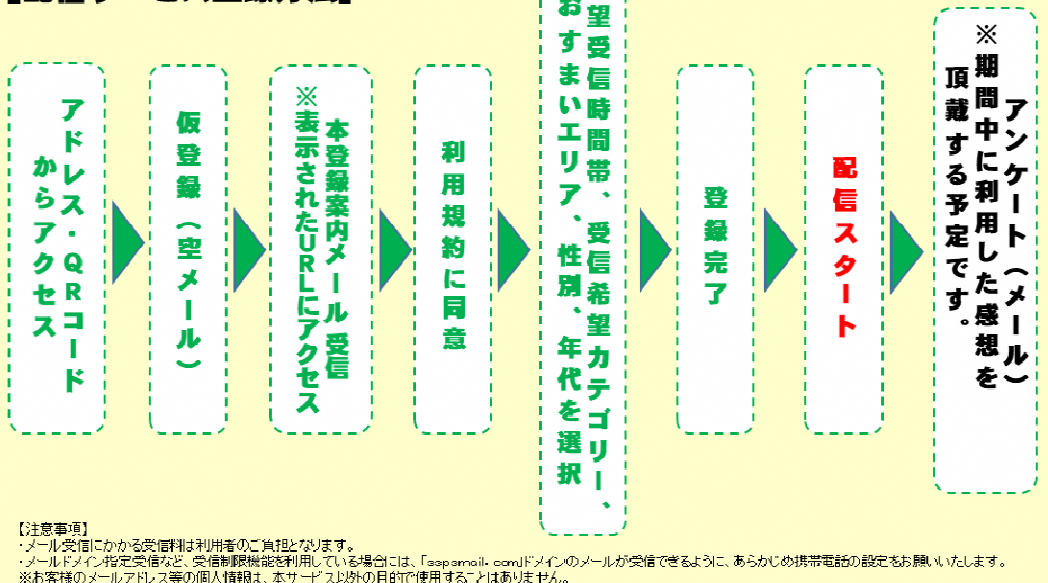 アドレス・QRコード
からアクセス
仮登録（空メール）
本登録案内メール受信
※表示されたURLにアクセス
利用規約に同意
望受信時間帯、受信希望カテゴリー、
おすまいエリア、性別、年代を選択
登録完了
配信スタート
アンケート（メール）
※期間中に利用した感想を
頂戴する予定です。
【注意事項】
・メール受信にかかる受信料は利用者のご負担となります。
・メールドメイン指定受信など、受信制限機能を利用している場合には、「aspsmail.com」ドメインのメールが受信できるように、あらかじめ携帯電話の設定をお願いいたします。
※お客様のメールアドレス等の個人情報は、本サービス以外の目的で使用することはありません。